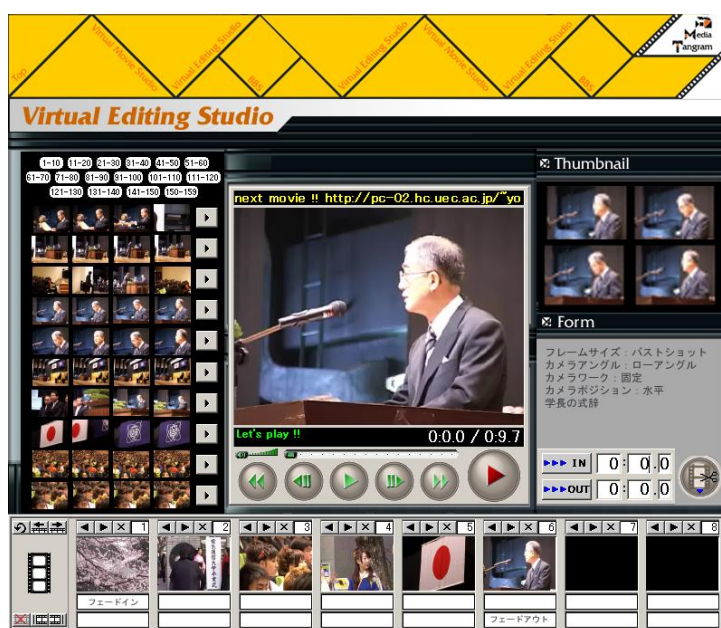 Top
Virtual Movie Studio
Virtual Editing Studio
BBS
Virtual Editing Studio
Virtual Movie Studio
Virtual Editing Studio
BBS
Media
Tangram
Virtual Editing Studio
1-10 11-20 21-30 31-40 41-50 51-60
61-70 71-80 81-90 91-100 101-110 111-120
121-130 131-140 141-150 150-159
next movie !! http://pc-02.hc.uec.ac.jp/~yo
Let's play !!
0:0.0 / 0:9.7
Thumbnail
Form
フレームサイズ：バストショット
カメラアングル：ローアングル
カメラワーク：固定
カメラポジション：水平
学長の式辞
IN 0 : 0 . 0
OUT 0 : 0 . 0
1 2 3 4 5 6 7 8
フェードイン
フェードアウト